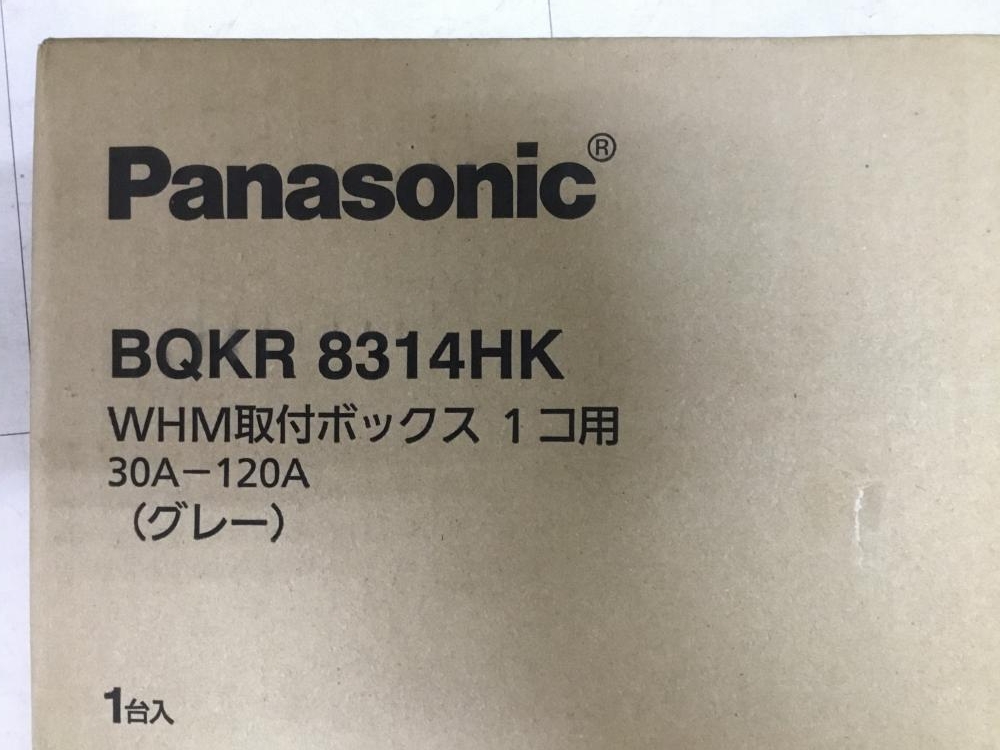 Panasonic®
BQKR 8314HK
WHM取付ボックス 1コ用
30A−120A
（グレー）
1台入